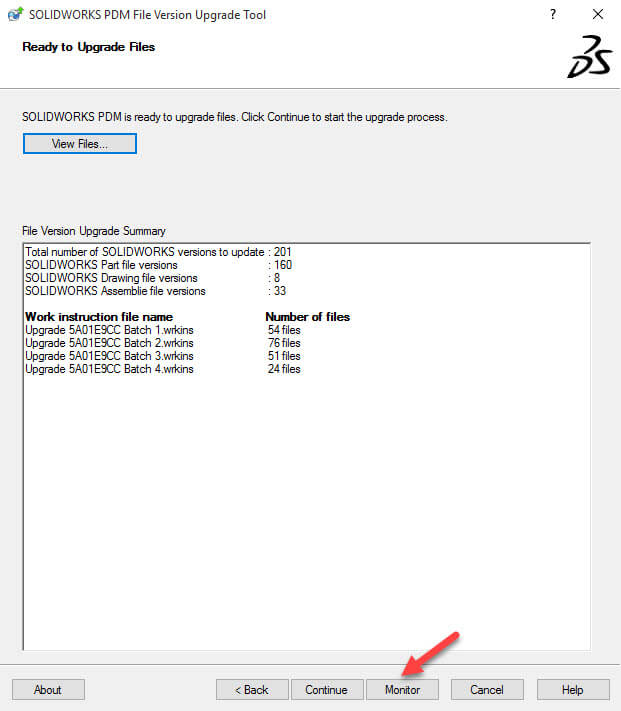 SOLIDWORKS PDM File Version Upgrade Tool
?
Ready to Upgrade Files
SOLIDWORKS PDM is ready to upgrade files. Click Continue to start the upgrade process.
View Files...
File Version Upgrade Summary
Total number of SOLIDWORKS versions to update : 201
SOLIDWORKS Part file versions : 160
SOLIDWORKS Drawing file versions : 8
SOLIDWORKS Assemblie file versions : 33
Work instruction file name Number of files
Upgrade 5A01E9CC Batch 1.wrkins 54 files
Upgrade 5A01E9CC Batch 2.wrkins 76 files
Upgrade 5A01E9CC Batch 3.wrkins 51 files
Upgrade 5A01E9CC Batch 4.wrkins 24 files
About < Back Continue Monitor Cancel Help